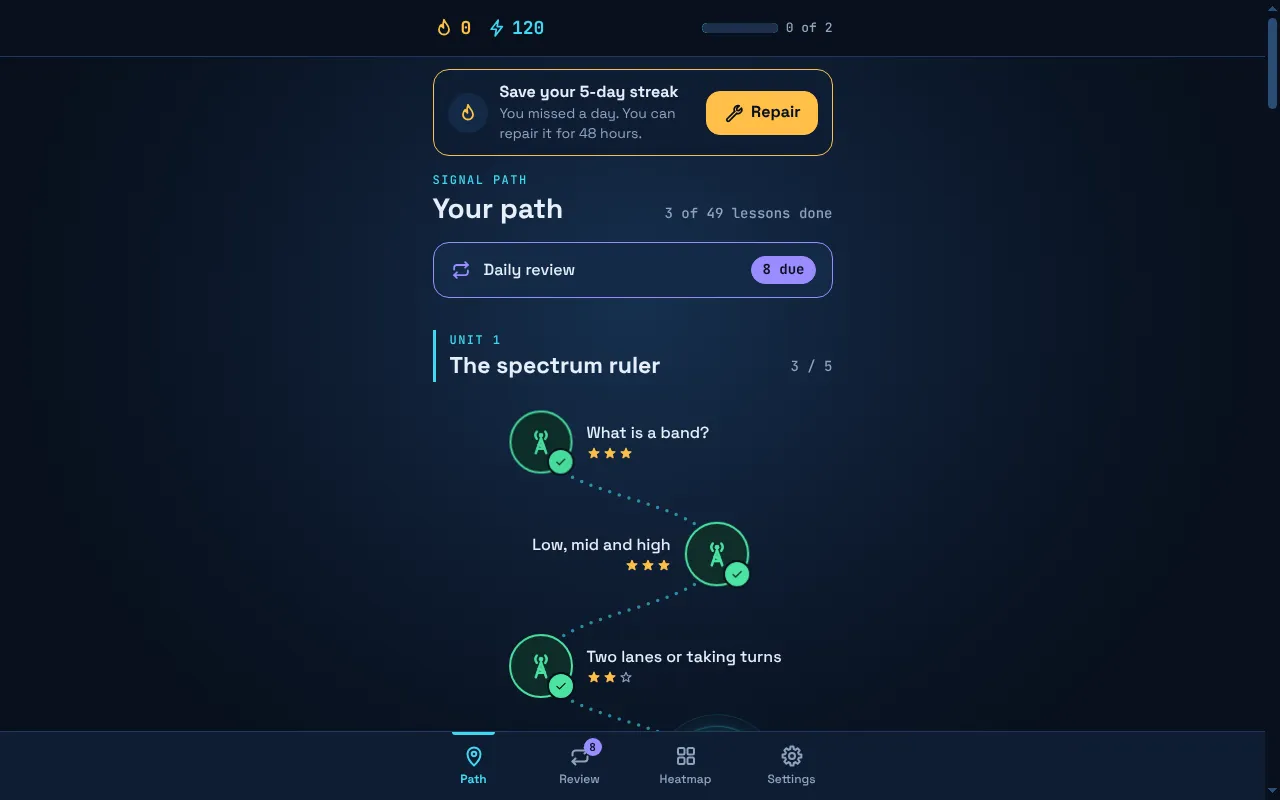 0 120 0 of 2
Save your 5-day streak
You missed a day. You can
repair it for 48 hours.
Repair
SIGNAL PATH
Your path
3 of 49 lessons done
Daily review
8 due
UNIT 1
The spectrum ruler
3 / 5
What is a band?
Low, mid and high
Two lanes or taking turns
8
Path Review Heatmap Settings